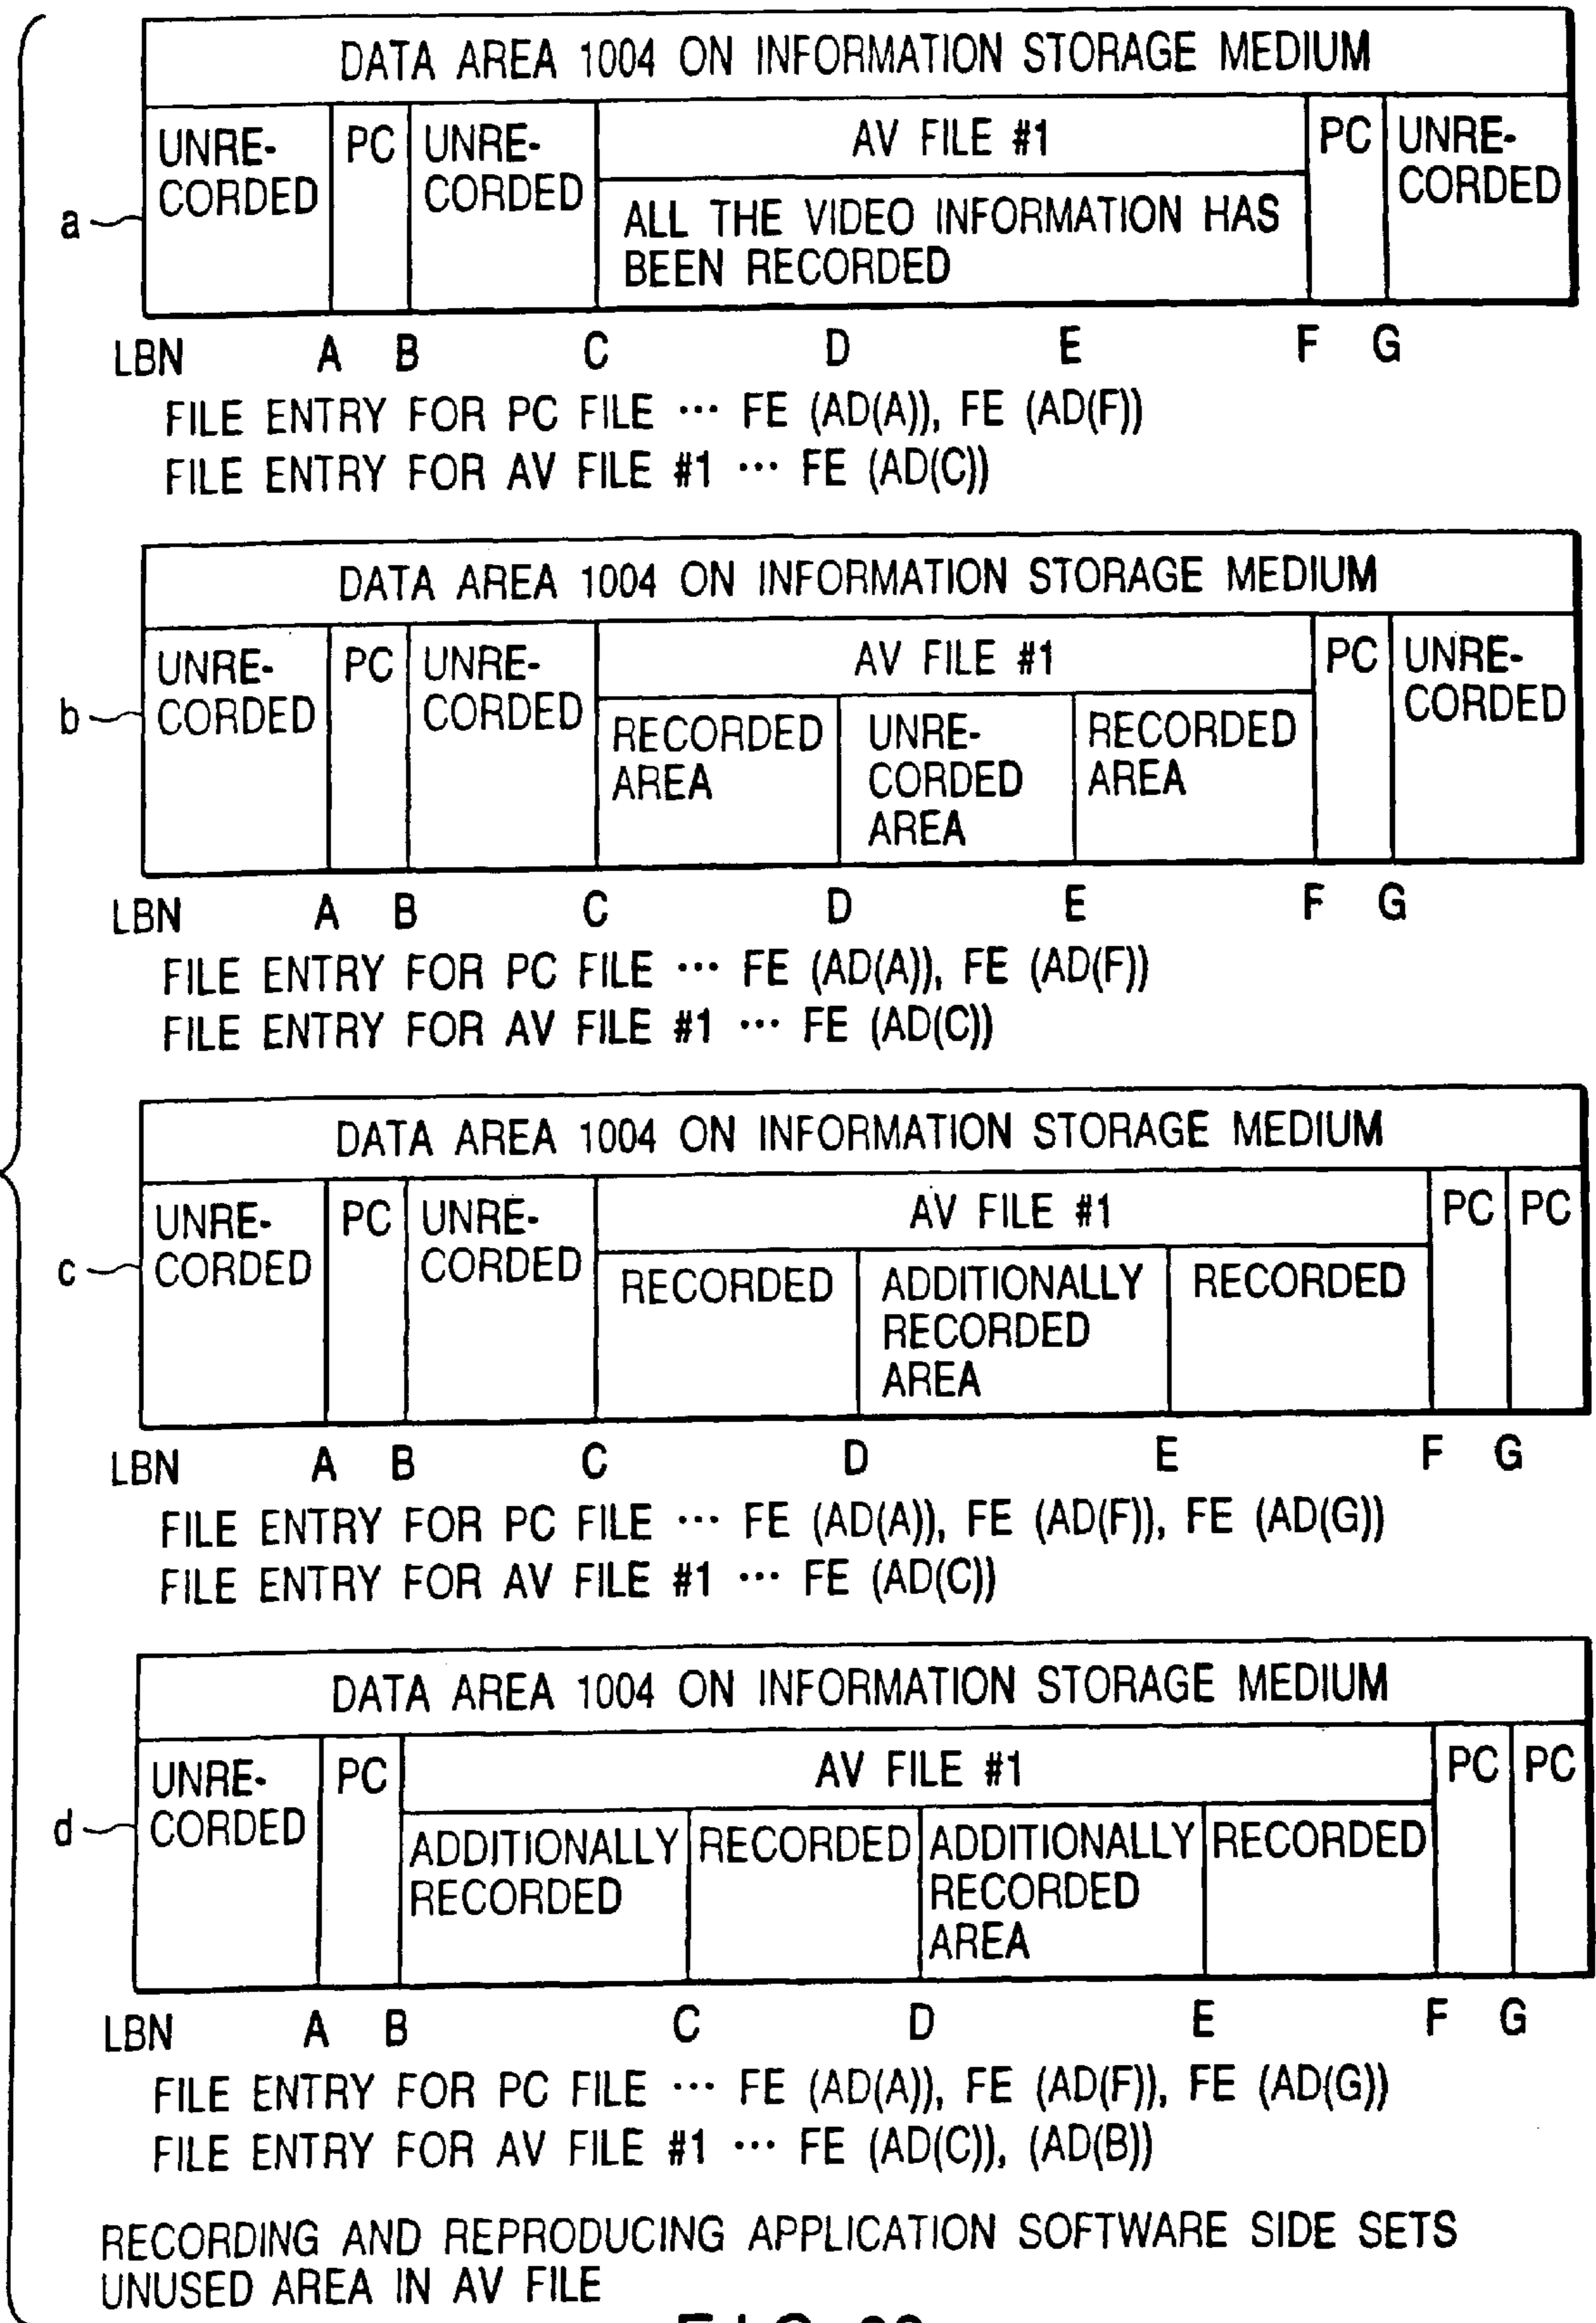 DATA AREA 1004 ON INFORMATION STORAGE MEDIUM
UNRE-
CORDED
PC
UNRE-
CORDED
AV FILE #1
ALL THE VIDEO INFORMATION HAS
BEEN RECORDED
PC
UNRE-
CORDED
a
LBN A B C D E F G
FILE ENTRY FOR PC FILE ··· FE (AD(A)), FE (AD(F))
FILE ENTRY FOR AV FILE #1 ··· FE (AD(C))
DATA AREA 1004 ON INFORMATION STORAGE MEDIUM
UNRE-
CORDED
PC
UNRE-
CORDED
AV FILE #1
RECORDED
AREA
UNRE-
CORDED
AREA
RECORDED
AREA
PC
UNRE-
CORDED
b
LBN A B C D E F G
FILE ENTRY FOR PC FILE ··· FE (AD(A)), FE (AD(F))
FILE ENTRY FOR AV FILE #1 ··· FE (AD(C))
DATA AREA 1004 ON INFORMATION STORAGE MEDIUM
UNRE-
CORDED
PC
UNRE-
CORDED
AV FILE #1
RECORDED
ADDITIONALLY
RECORDED
AREA
RECORDED
PC
PC
c
LBN A B C D E F G
FILE ENTRY FOR PC FILE ··· FE (AD(A)), FE (AD(F)), FE (AD(G))
FILE ENTRY FOR AV FILE #1 ··· FE (AD(C))
DATA AREA 1004 ON INFORMATION STORAGE MEDIUM
UNRE-
CORDED
PC
AV FILE #1
ADDITIONALLY
RECORDED
RECORDED
ADDITIONALLY
RECORDED
AREA
RECORDED
PC
PC
d
LBN A B C D E F G
FILE ENTRY FOR PC FILE ··· FE (AD(A)), FE (AD(F)), FE (AD(G))
FILE ENTRY FOR AV FILE #1 ··· FE (AD(C)), (AD(B))
RECORDING AND REPRODUCING APPLICATION SOFTWARE SIDE SETS
UNUSED AREA IN AV FILE